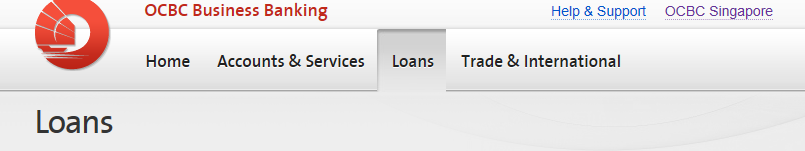 OCBC Business Banking Help & Support OCBC Singapore
Home Accounts & Services Loans Trade & International
Loans